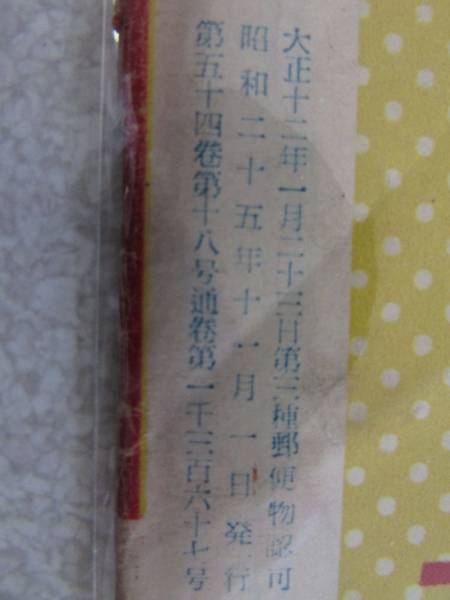 大正十二年一月二十三日第三種郵便物認可
昭和二十五年十一月一日発行
第五十四卷第十八号通卷第一千三百六十七号